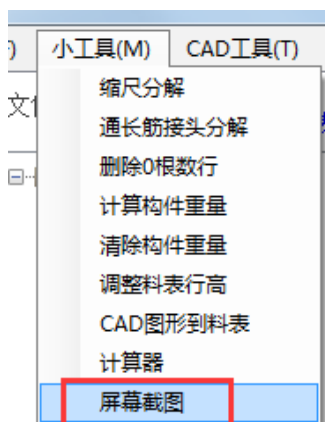 ) 小工具(M) CAD工具(T)
缩尺分解
文
通长筋接头分解
删除0根数行
计算构件重量
清除构件重量
调整料表行高
CAD图形到料表
计算器
屏幕截图